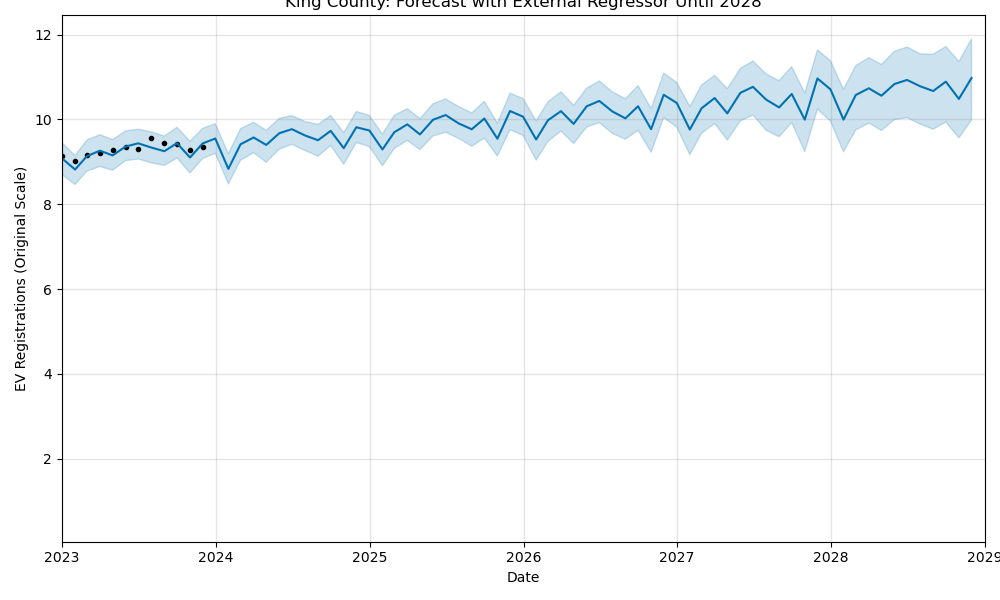 King County: Forecast with External Regressor Until 2028
EV Registrations (Original Scale)
12
10
8
6
4
2
2023 2024 2025 2026 2027 2028 2029
Date